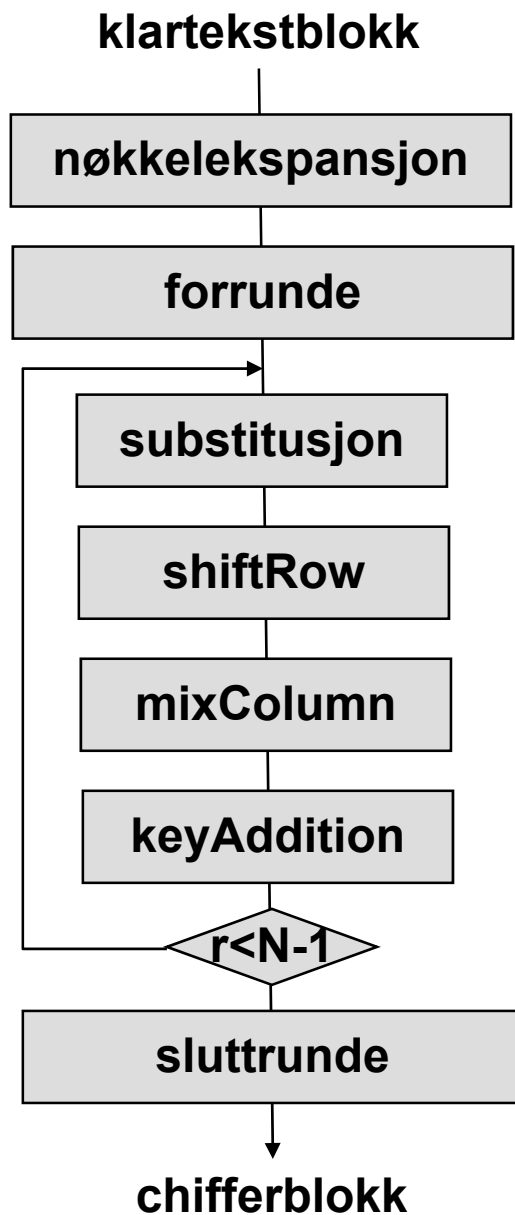 klartekstblokk
nøkkelekspansjon
forrunde
substitusjon
shiftRow
mixColumn
keyAddition
r<N-1
sluttrunde
chifferblokk